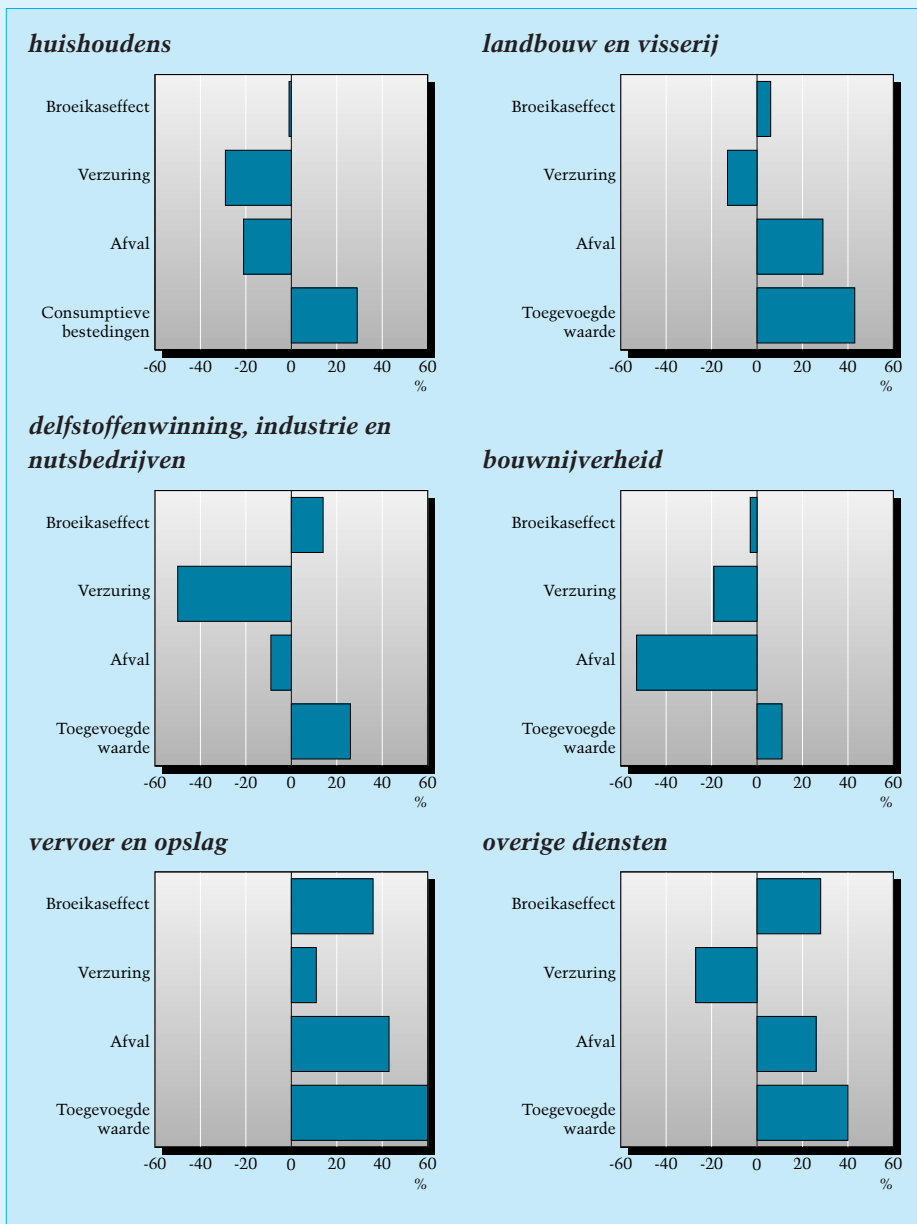 huishoudens
Broeikaseffect
Verzuring
Afval
Consumptieve
bestedingen
-60 -40 -20 0 20 40 60
%
landbouw en visserij
Broeikaseffect
Verzuring
Afval
Toegevoegde
waarde
-60 -40 -20 0 20 40 60
%
delfstoffenwinning, industrie en
nutsbedrijven
Broeikaseffect
Verzuring
Afval
Toegevoegde
waarde
-60 -40 -20 0 20 40 60
%
bouwnijverheid
Broeikaseffect
Verzuring
Afval
Toegevoegde
waarde
-60 -40 -20 0 20 40 60
%
vervoer en opslag
Broeikaseffect
Verzuring
Afval
Toegevoegde
waarde
-60 -40 -20 0 20 40 60
%
overige diensten
Broeikaseffect
Verzuring
Afval
Toegevoegde
waarde
-60 -40 -20 0 20 40 60
%